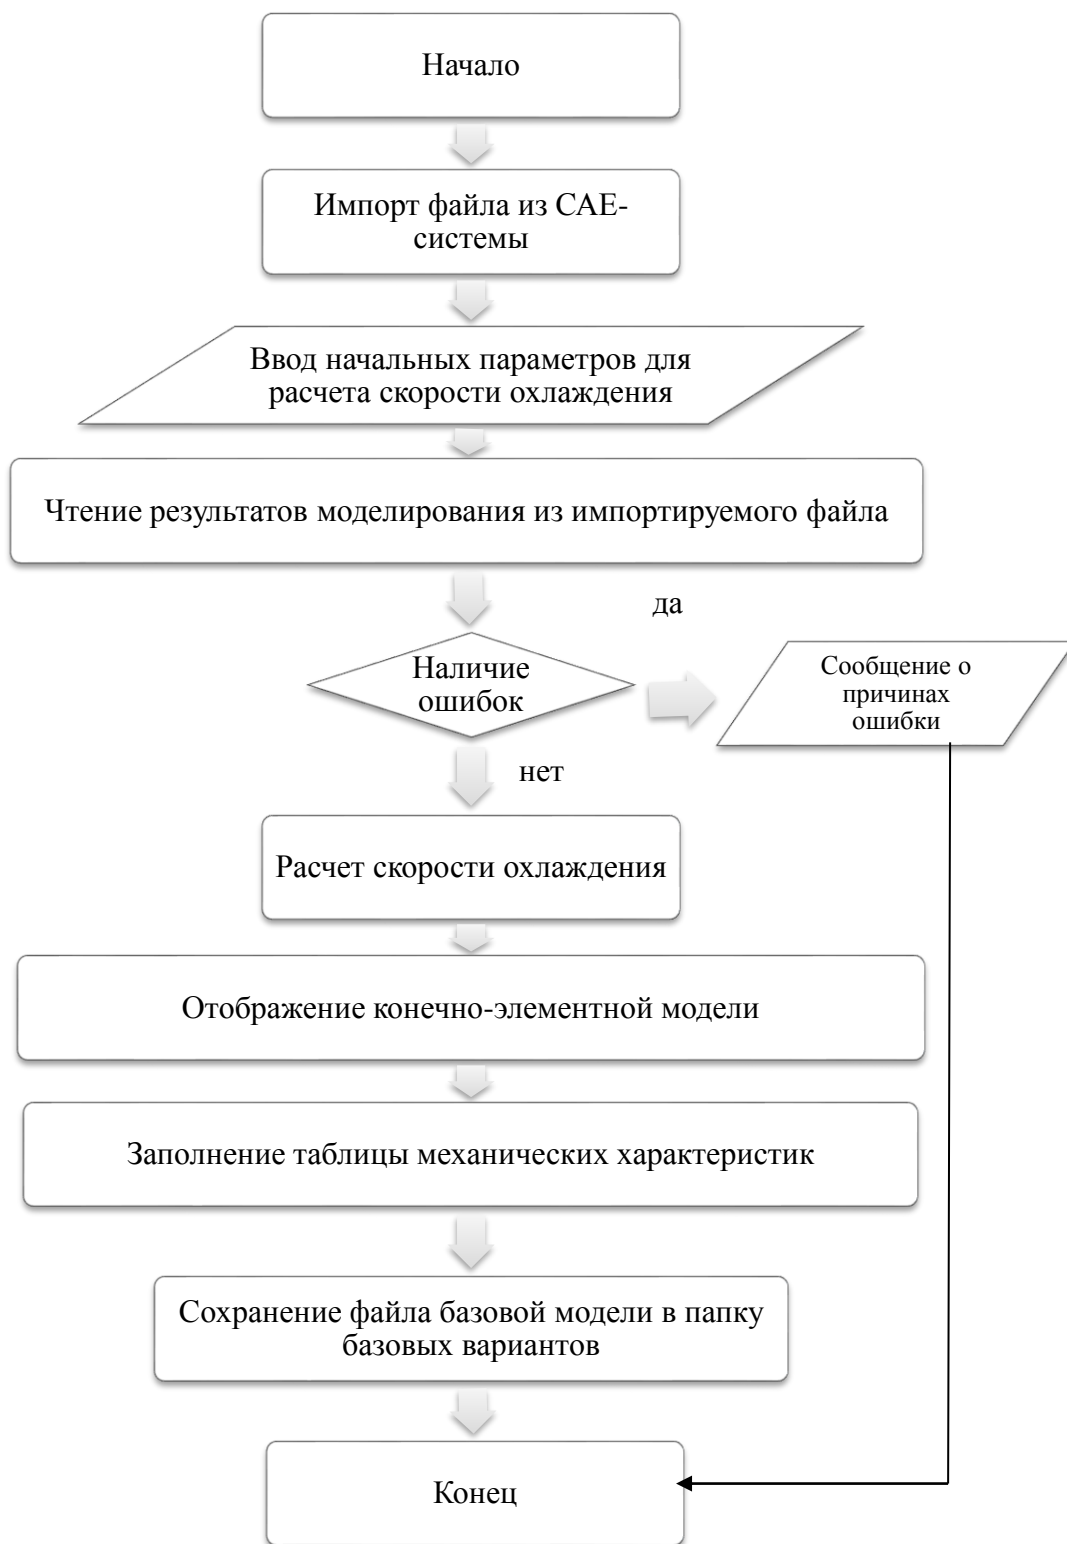 Начало
Импорт файла из CAE-
системы
Ввод начальных параметров для
расчета скорости охлаждения
Чтение результатов моделирования из импортируемого файла
да
Наличие
ошибок
Сообщение о
причинах
ошибки
нет
Расчет скорости охлаждения
Отображение конечно-элементной модели
Заполнение таблицы механических характеристик
Сохранение файла базовой модели в папку
базовых вариантов
Конец